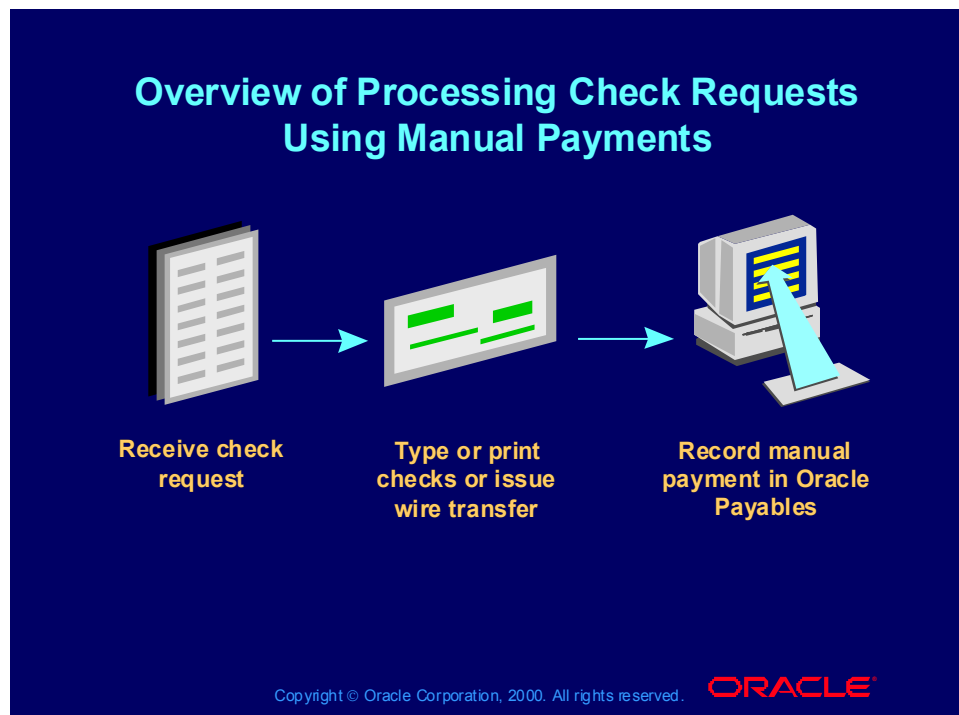 Overview of Processing Check Requests
Using Manual Payments
Receive check
request
Type or print
checks or issue
wire transfer
Record manual
payment in Oracle
Payables
Copyright © Oracle Corporation, 2000. All rights reserved.
ORACLE®